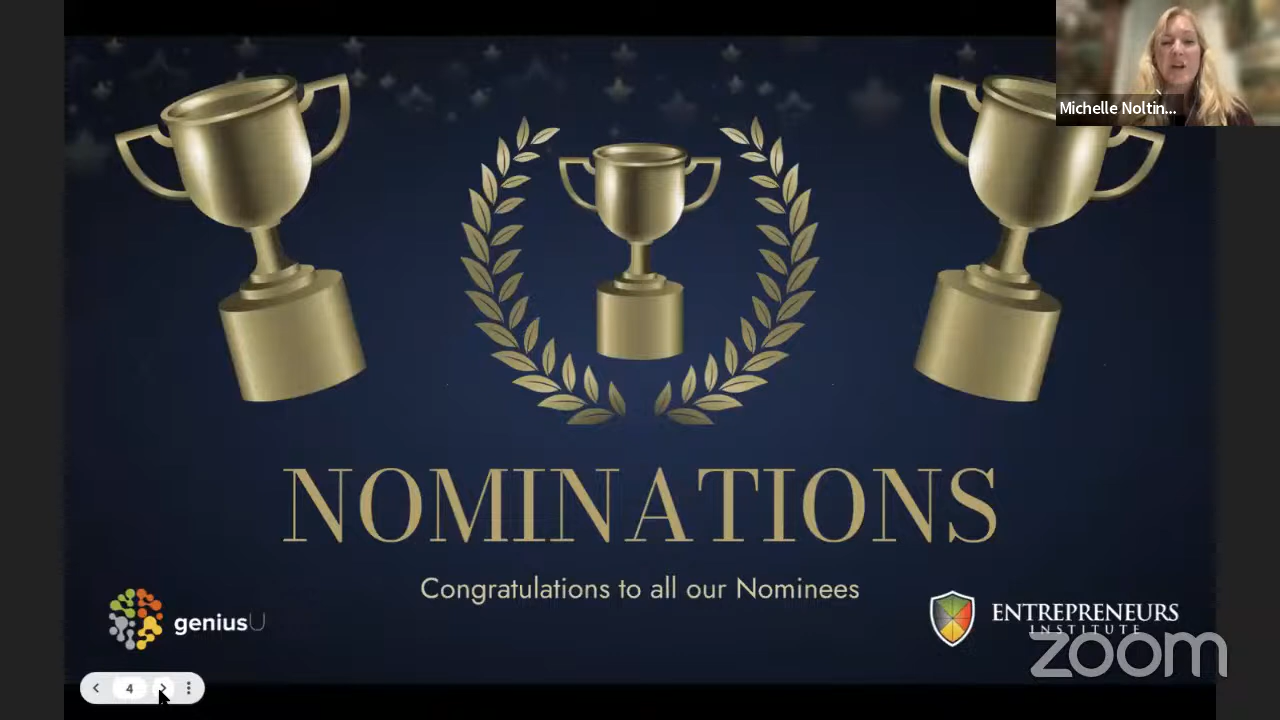 Michelle Noltin...
NOMINATIONS
Congratulations to all our Nominees
geniusU
ENTREPRENEURS
INSTITUTE
zoom
4